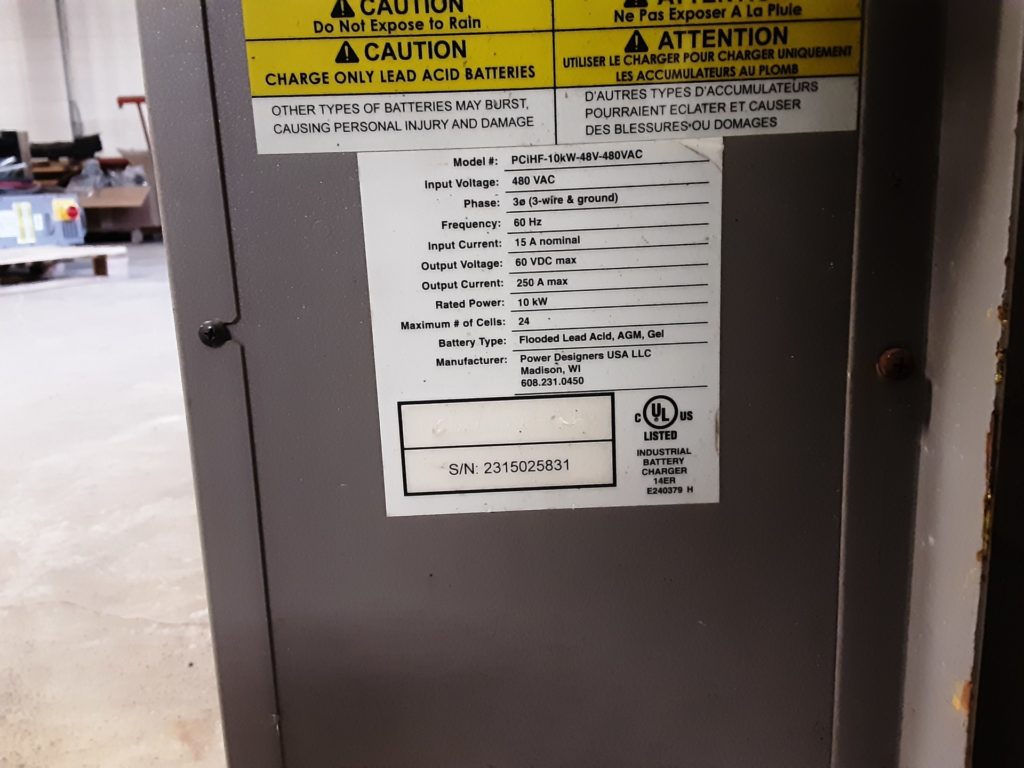 CAUTION
Do Not Expose to Rain
CAUTION
CHARGE ONLY LEAD ACID BATTERIES
OTHER TYPES OF BATTERIES MAY BURST,
CAUSING PERSONAL INJURY AND DAMAGE
ATTENTION
Ne Pas Exposer A La Pluie
ATTENTION
UTILISER LE CHARGER POUR CHARGER UNIQUEMENT
LES ACCUMULATEURS AU PLOMB
D'AUTRES TYPES D'ACCUMULATEURS
POURRAIENT ECLATER ET CAUSER
DES BLESSURES OU DOMAGES
Model #: PCiHF-10kW-48V-480VAC
Input Voltage: 480 VAC
Phase: 3ø (3-wire & ground)
Frequency: 60 Hz
Input Current: 15 A nominal
Output Voltage: 60 VDC max
Output Current: 250 A max
Rated Power: 10 kW
Maximum # of Cells: 24
Battery Type: Flooded Lead Acid, AGM, Gel
Manufacturer: Power Designers USA LLC
Madison, WI
608.231.0450
S/N: 2315025831
C UL US
LISTED
INDUSTRIAL
BATTERY
CHARGER
14ER
E240379 H